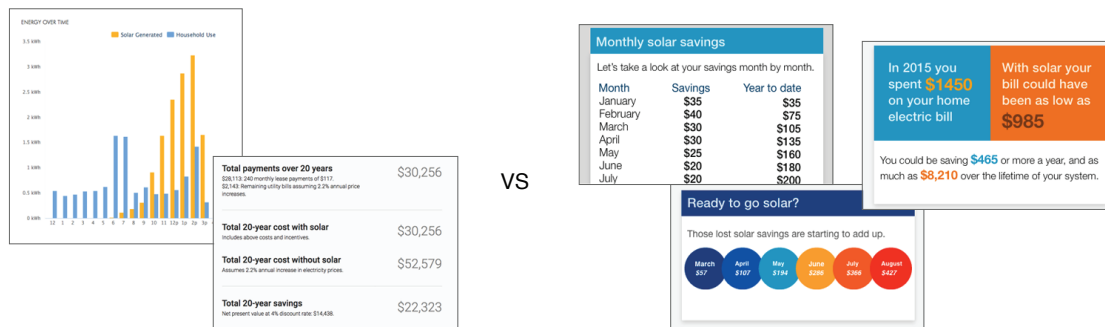 ENERGY OVER TIME
Solar Generated Household Use
3.5 kWh
3 kWh
2.5 kWh
2 kWh
1.5 kWh
1 kWh
0.5 kWh
0 kWh
12 1 2 3 4 5 6 7 8 9 10 11 12p 1p 2p 3p
Total payments over 20 years $30,256
$28,113: 240 monthly lease payments of $117.
$2,143: Remaining utility bills assuming 2.2% annual price
increases.
Total 20-year cost with solar $30,256
Includes above costs and incentives.
Total 20-year cost without solar $52,579
Assumes 2.2% annual increase in electricity prices.
Total 20-year savings $22,323
Net present value at 4% discount rate: $14,438.
VS
Monthly solar savings
Let's take a look at your savings month by month.
Month Savings Year to date
January $35 $35
February $40 $75
March $30 $105
April $30 $135
May $25 $160
June $20 $180
July $20 $200
In 2015 you
spent $1450
on your home
electric bill
With solar your
bill could have
been as low as
$985
You could be saving $465 or more a year, and as
much as $8,210 over the lifetime of your system.
Ready to go solar?
Those lost solar savings are starting to add up.
March April May June July August
$57 $107 $194 $286 $366 $427